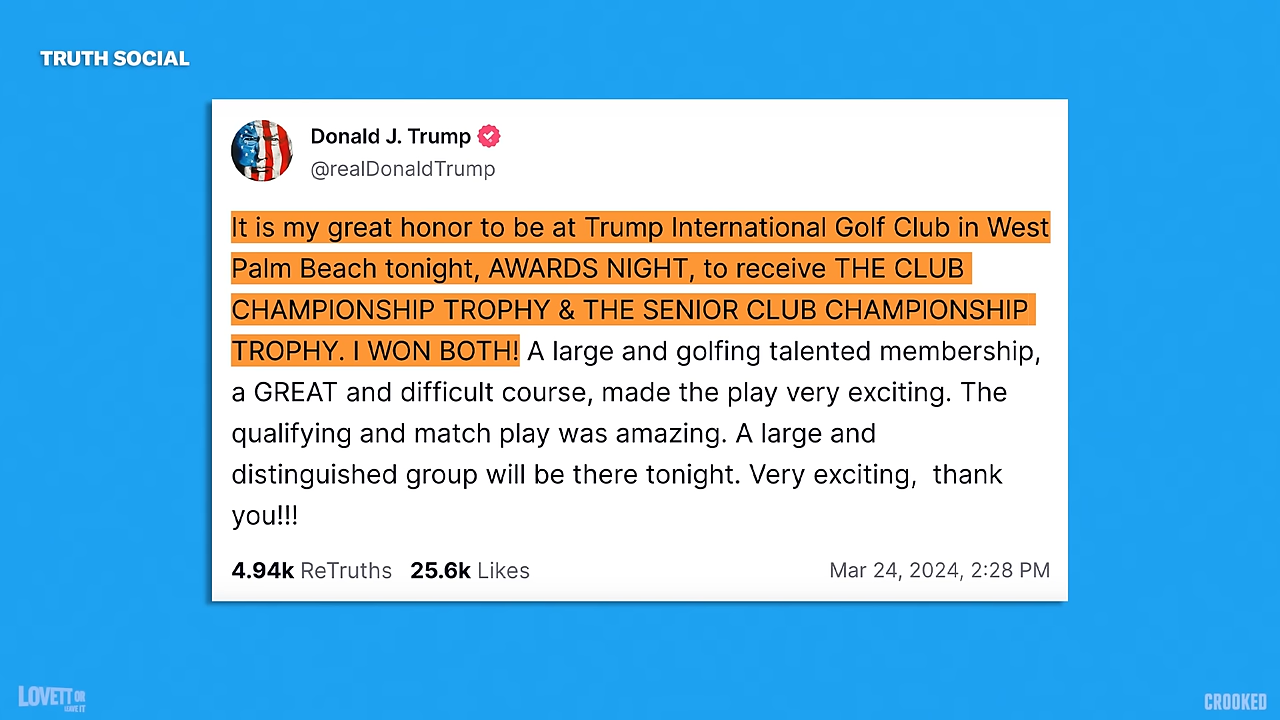 TRUTH SOCIAL
Donald J. Trump
@realDonaldTrump
It is my great honor to be at Trump International Golf Club in West
Palm Beach tonight, AWARDS NIGHT, to receive THE CLUB
CHAMPIONSHIP TROPHY & THE SENIOR CLUB CHAMPIONSHIP
TROPHY. I WON BOTH! A large and golfing talented membership,
a GREAT and difficult course, made the play very exciting. The
qualifying and match play was amazing. A large and
distinguished group will be there tonight. Very exciting,  thank
you!!!
4.94k ReTruths 25.6k Likes Mar 24, 2024, 2:28 PM
LOVETT OR
LEAVE IT
CROOKED